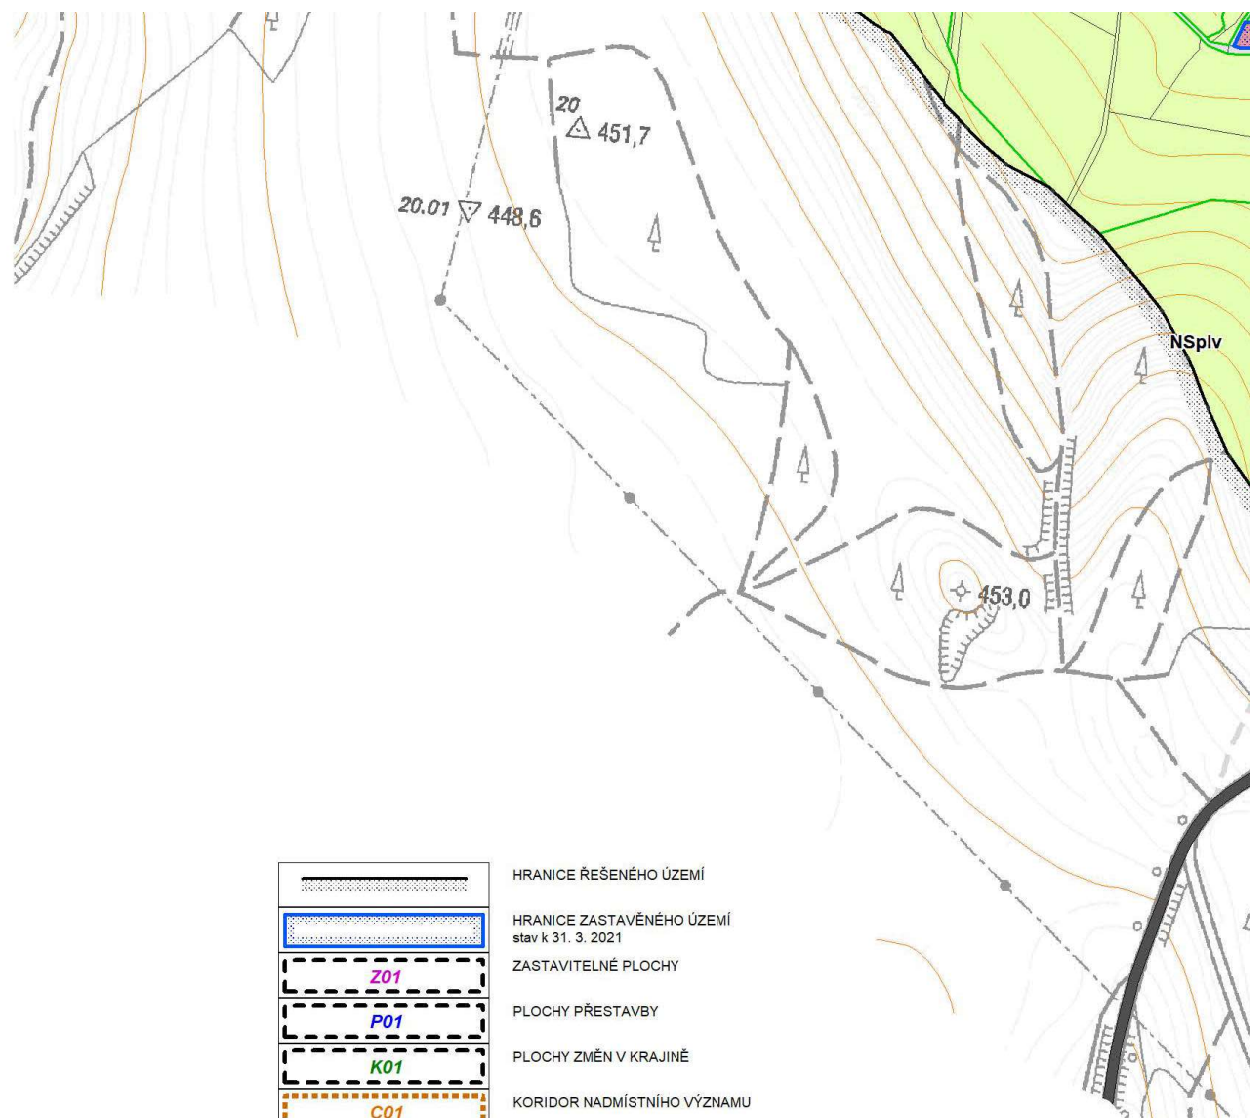 20
451,7
20.01 448,6
NSplv
453,0
HRANICE ŘEŠENÉHO ÚZEMÍ
HRANICE ZASTAVĚNÉHO ÚZEMÍ
stav k 31. 3. 2021
Z01 ZASTAVITELNÉ PLOCHY
P01 PLOCHY PŘESTAVBY
K01 PLOCHY ZMĚN V KRAJINĚ
C01 KORIDOR NADMÍSTNÍHO VÝZNAMU